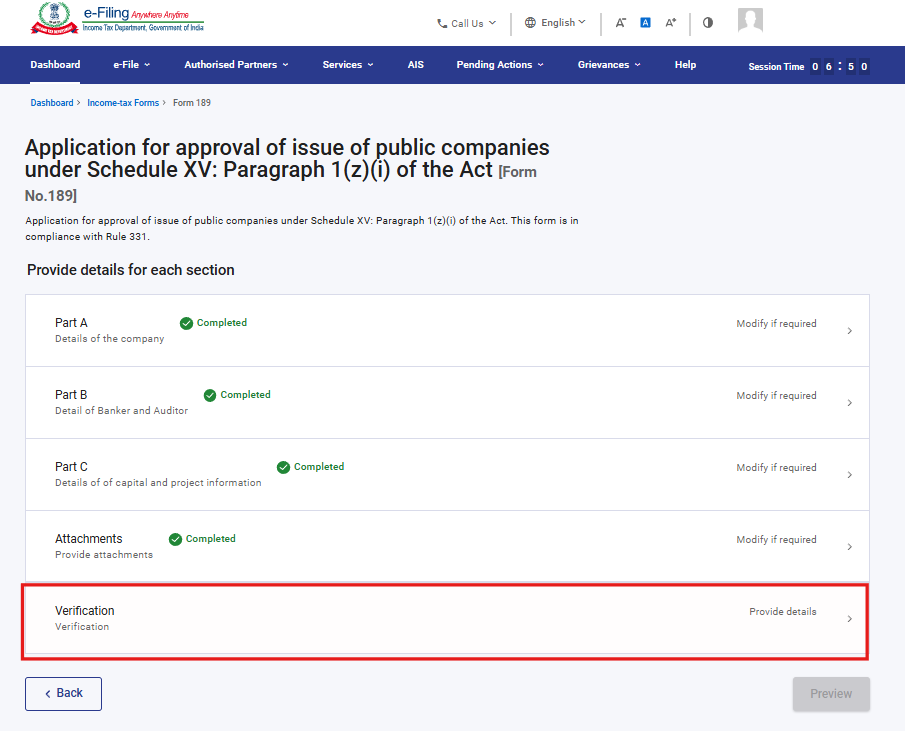 e-Filing Anywhere Anytime
Income Tax Department, Government of India
Call Us
English
A-
A
A+
Dashboard
e-File
Authorised Partners
Services
AIS
Pending Actions
Grievances
Help
Session Time 0 6 : 5 0
Dashboard > Income-tax Forms > Form 189
Application for approval of issue of public companies
under Schedule XV: Paragraph 1(z)(i) of the Act [Form
No.189]
Application for approval of issue of public companies under Schedule XV: Paragraph 1(z)(i) of the Act. This form is in
compliance with Rule 331.
Provide details for each section
Part A Completed Modify if required
Details of the company
Part B Completed Modify if required
Detail of Banker and Auditor
Part C Completed Modify if required
Details of of capital and project information
Attachments Completed Modify if required
Provide attachments
Verification Provide details
Verification
< Back
Preview